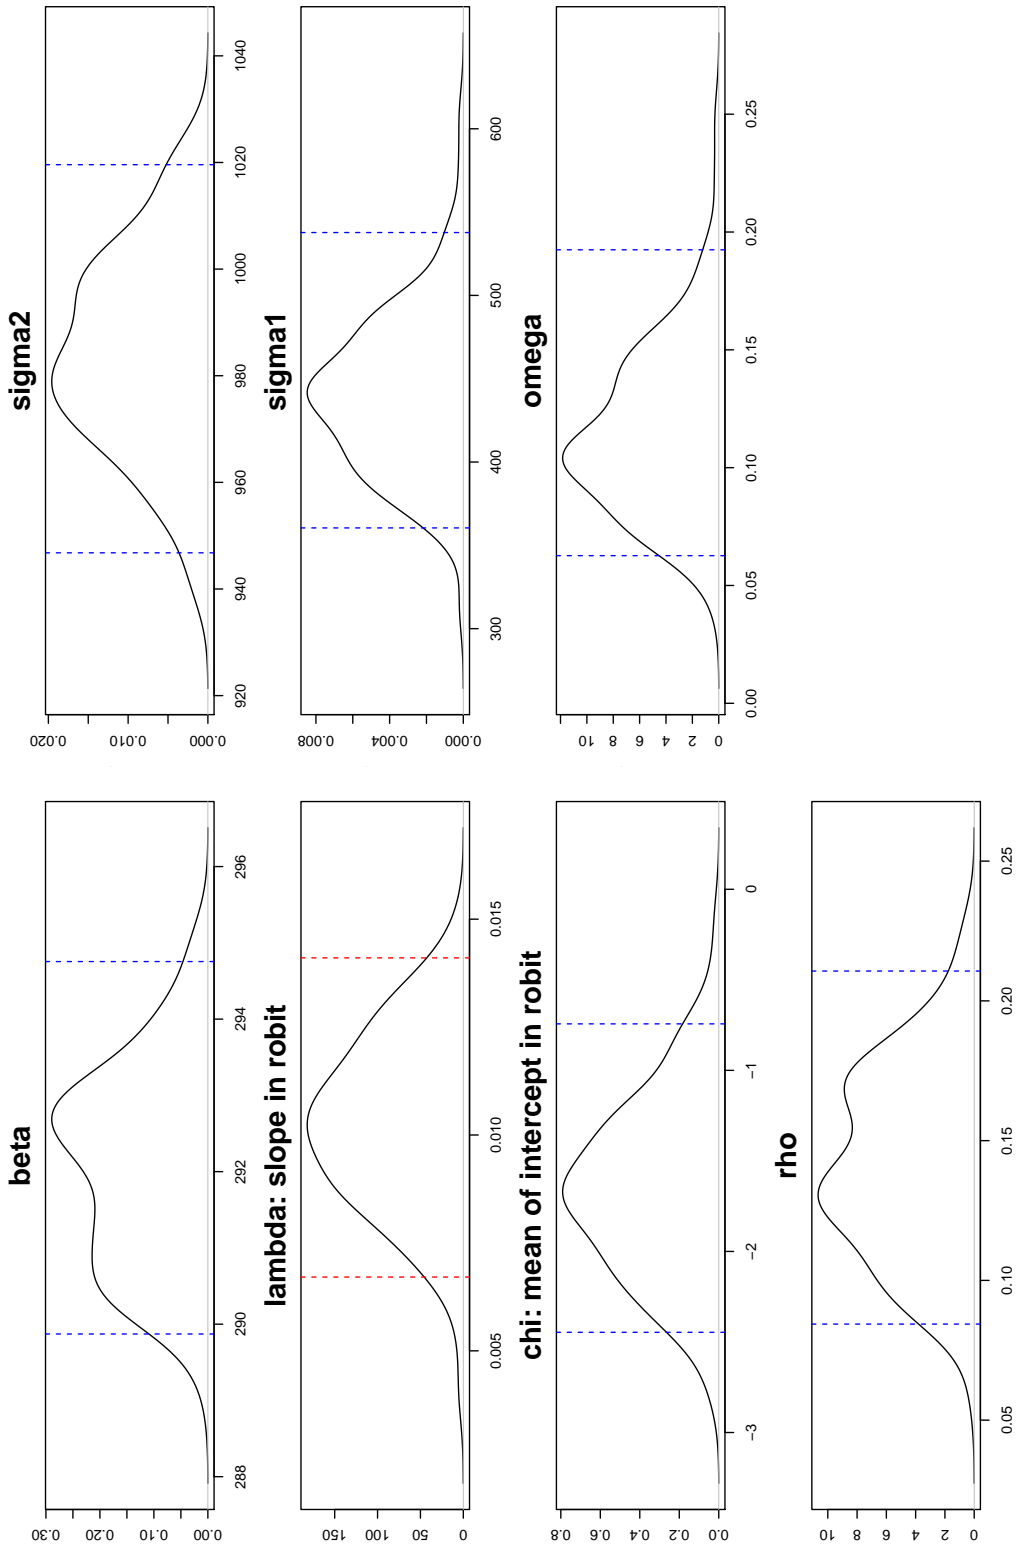 beta
0.00 0.10 0.20 0.30
288 290 292 294 296
sigma2
0.000 0.010 0.020
920 940 960 980 1000 1020 1040
lambda: slope in robit
0 50 100 150
0.005 0.010 0.015
sigma1
0.000 0.004 0.008
300 400 500 600
chi: mean of intercept in robit
0.0 0.2 0.4 0.6 0.8
−3 −2 −1 0
omega
0 2 4 6 8 10
0.00 0.05 0.10 0.15 0.20 0.25
rho
0 2 4 6 8 10
0.05 0.10 0.15 0.20 0.25